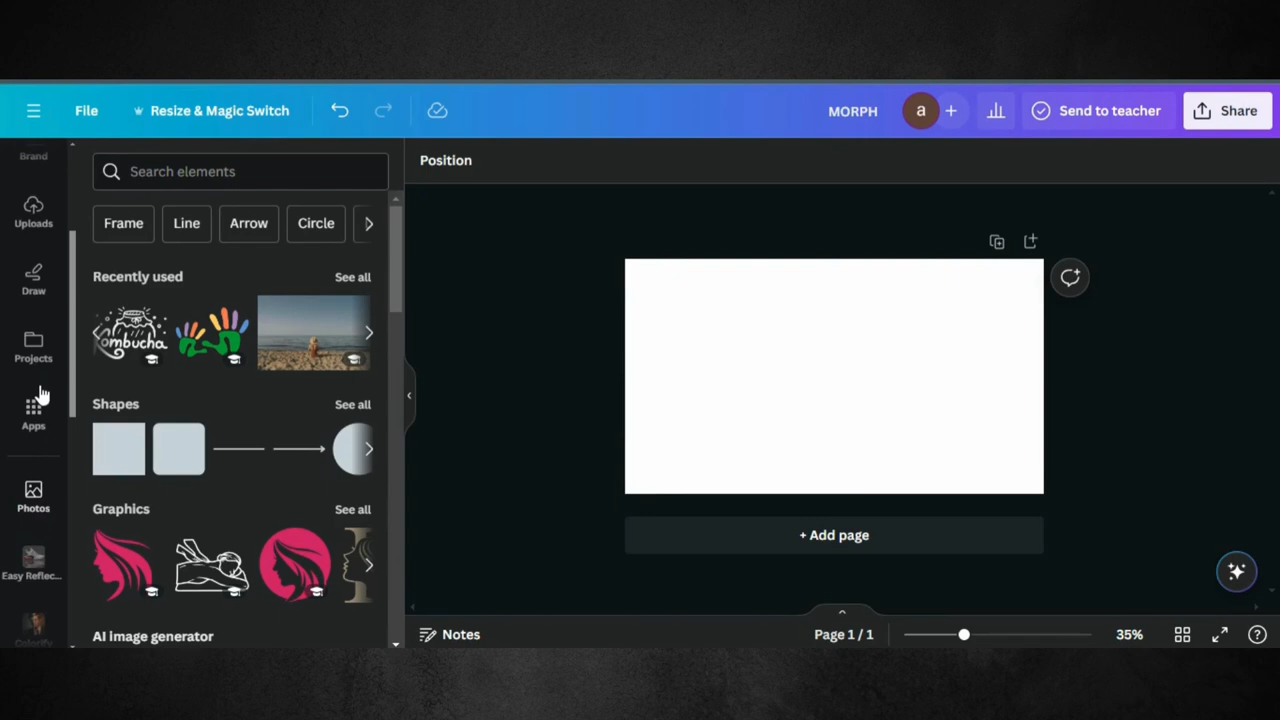 File
Resize & Magic Switch
MORPH
a
Send to teacher
Share
Brand
Search elements
Position
Uploads
Frame
Line
Arrow
Circle
Draw
Recently used
See all
Kombucha
Projects
Shapes
See all
Apps
Photos
Graphics
See all
+ Add page
Easy Reflec...
AI image generator
Colorify
Notes
Page 1 / 1
35%